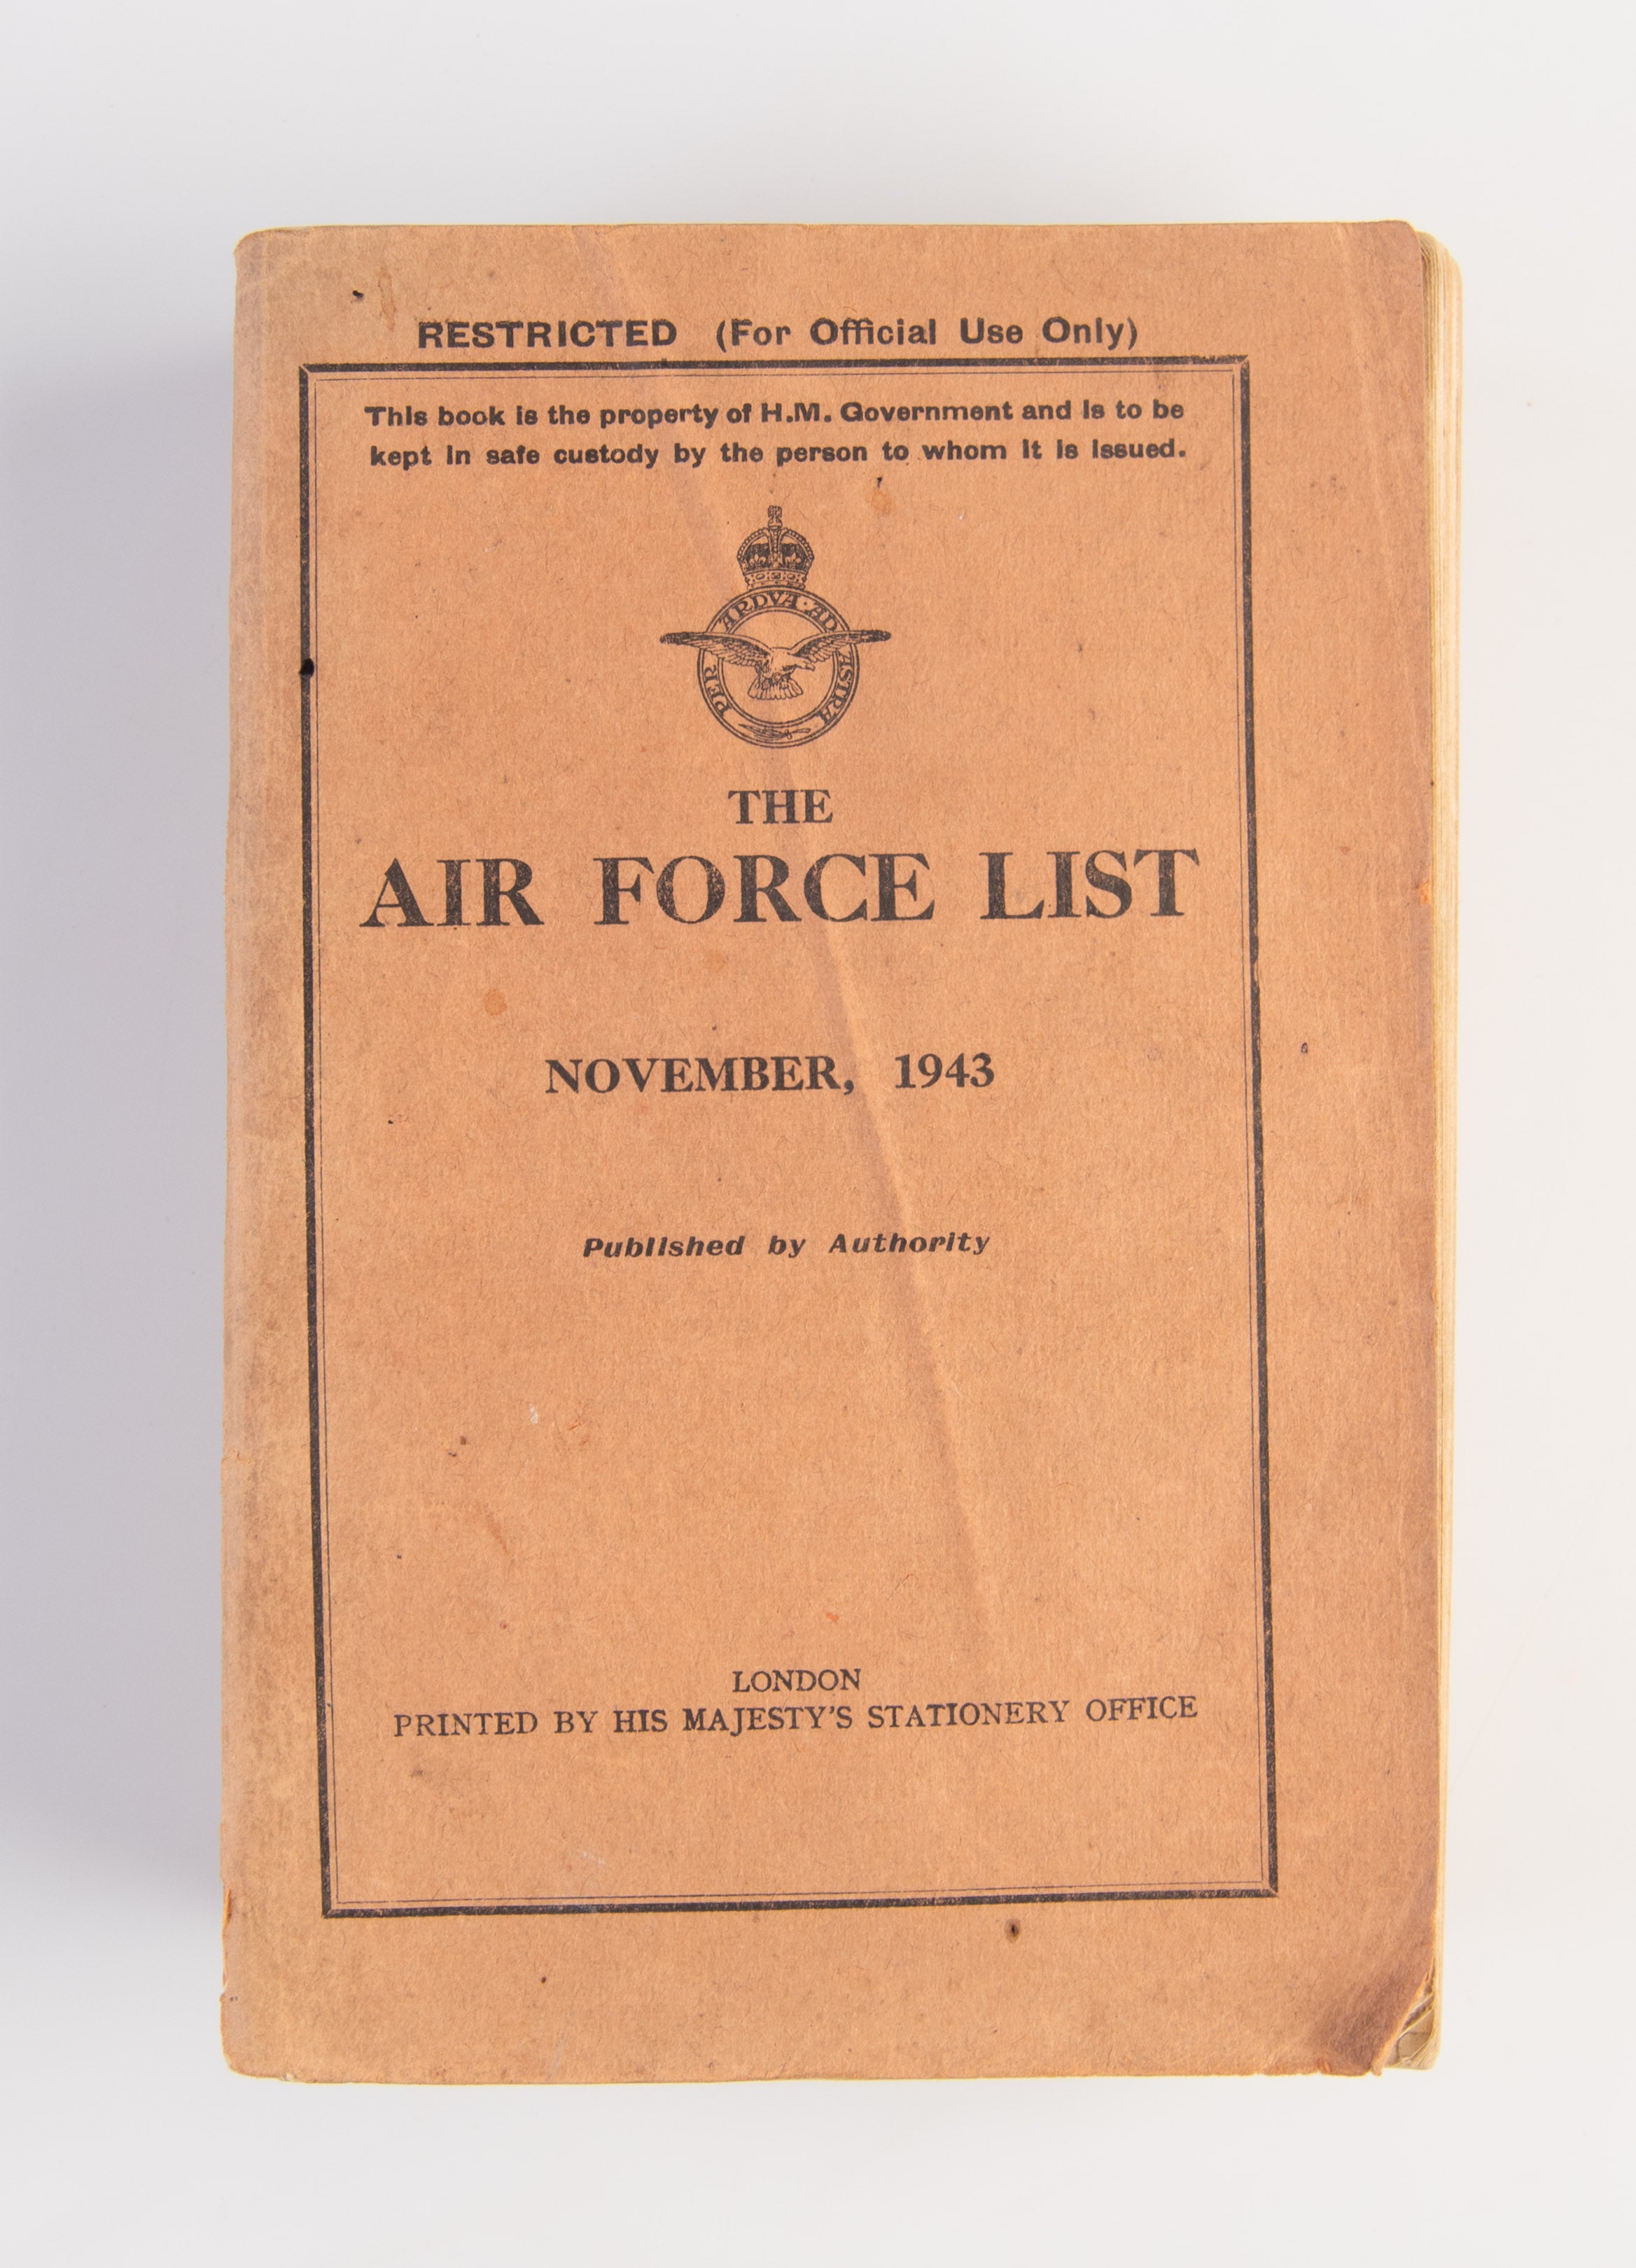 RESTRICTED (For Official Use Only)
This book is the property of H.M. Government and is to be
kept in safe custody by the person to whom it is issued.
PER ARDVA · AD ASTRA
THE
AIR FORCE LIST
NOVEMBER, 1943
Published by Authority
LONDON
PRINTED BY HIS MAJESTY'S STATIONERY OFFICE